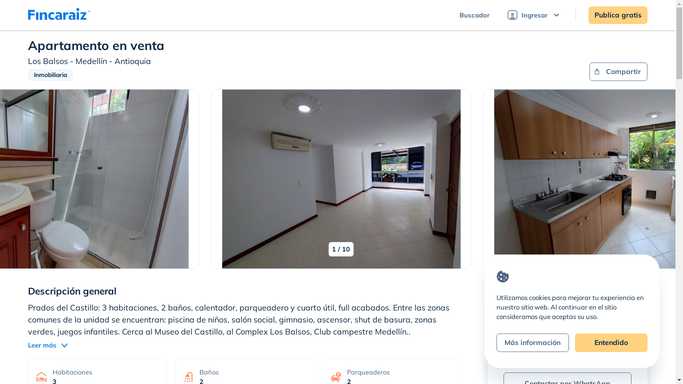 Fincaraiz
Buscador
Ingresar
Publica gratis
Apartamento en venta
Los Balsos - Medellín - Antioquia
Inmobiliaria
Compartir
1 / 10
Descripción general
Prados del Castillo: 3 habitaciones, 2 baños, calentador, parqueadero y cuarto útil, full acabados. Entre las zonas
comunes de la unidad se encuentran: piscina de niños, salón social, gimnasio, ascensor, shut de basura, zonas
verdes, juegos infantiles. Cerca al Museo del Castillo, al Complex Los Balsos, Club campestre Medellín..
Leer más
Habitaciones
3
Baños
2
Parqueaderos
2
Utilizamos cookies para mejorar tu experiencia en
nuestro sitio web. Al continuar en el sitio
consideramos que aceptas su uso.
Más información
Entendido
Contactar por WhatsApp